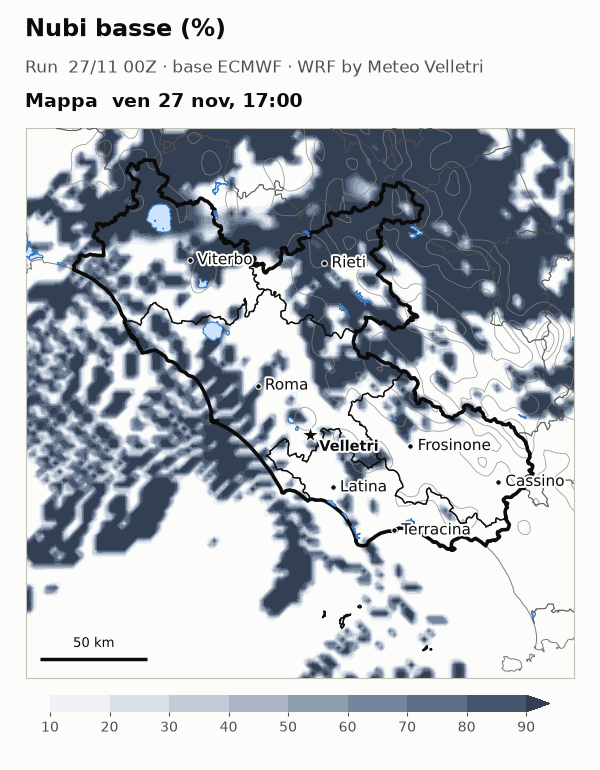 Nubi basse (%)
Run  27/11 00Z · base ECMWF · WRF by Meteo Velletri
Mappa  ven 27 nov, 17:00
Viterbo
Rieti
Roma
Velletri
Frosinone
Latina
Cassino
Terracina
50 km
10 20 30 40 50 60 70 80 90